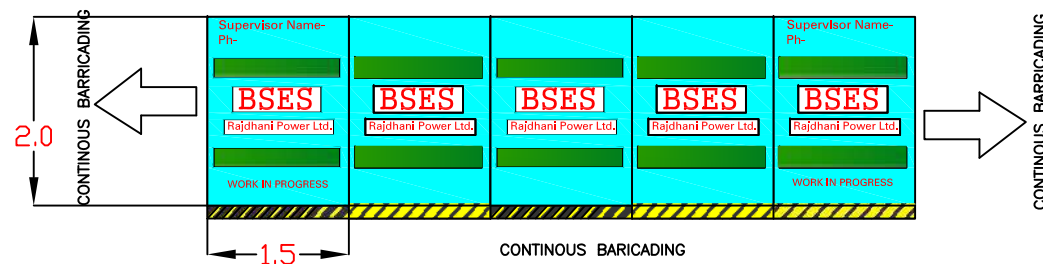 CONTINOUS BARRICADING
2.0
Supervisor Name-
Ph-
BSES
Rajdhani Power Ltd.
WORK IN PROGRESS
BSES
Rajdhani Power Ltd.
BSES
Rajdhani Power Ltd.
BSES
Rajdhani Power Ltd.
Supervisor Name-
Ph-
BSES
Rajdhani Power Ltd.
WORK IN PROGRESS
CONTINOUS BARRICADING
1.5
CONTINOUS BARICADING